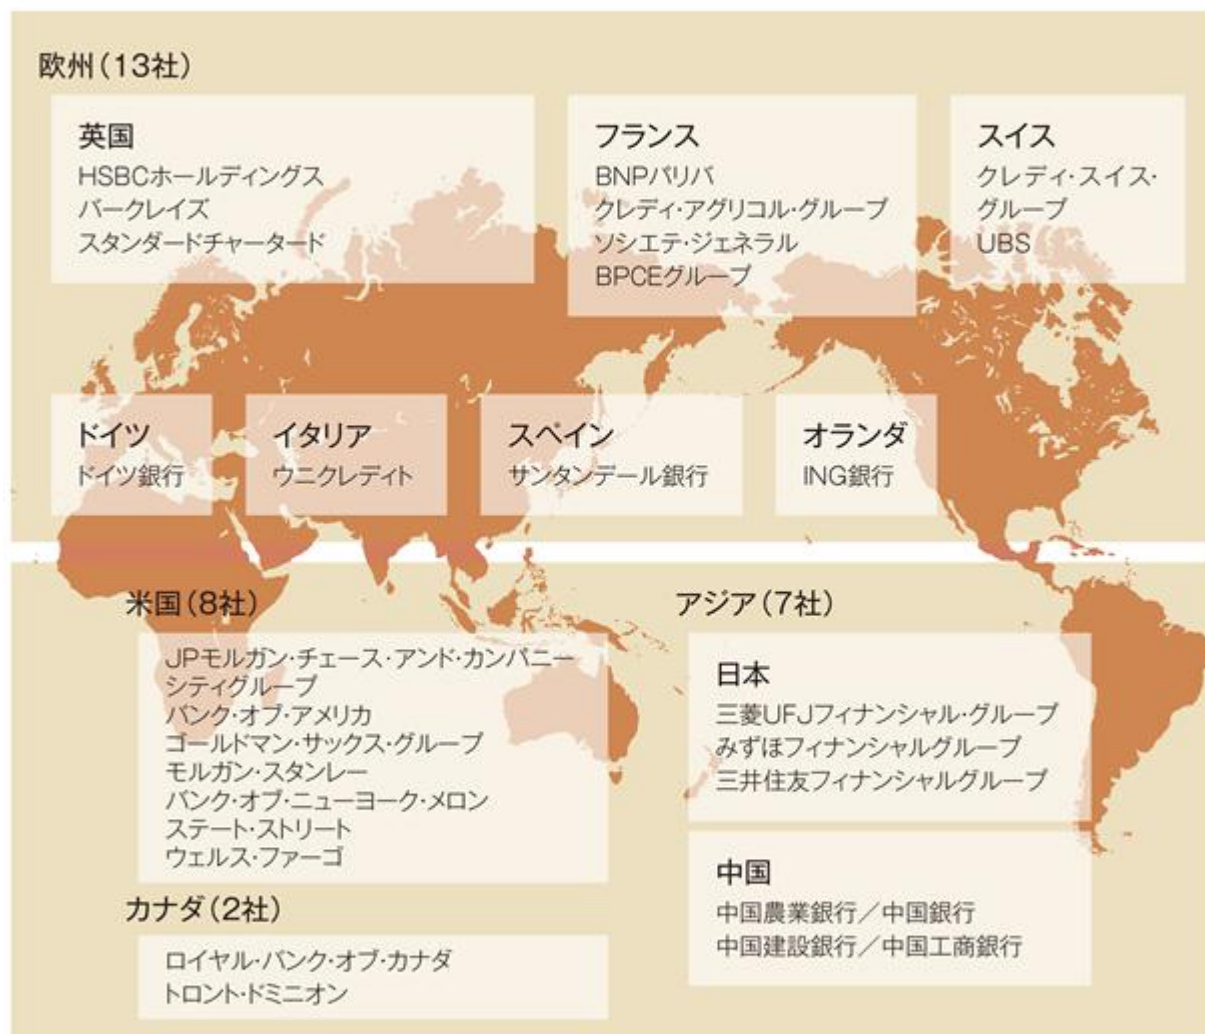 欧州（13社）
英国
HSBCホールディングス
バークレイズ
スタンダードチャータード
フランス
BNPパリバ
クレディ・アグリコル・グループ
ソシエテ・ジェネラル
BPCEグループ
スイス
クレディ・スイス・
グループ
UBS
ドイツ
ドイツ銀行
イタリア
ウニクレディト
スペイン
サンタンデール銀行
オランダ
ING銀行
米国（8社）
JPモルガン・チェース・アンド・カンパニー
シティグループ
バンク・オブ・アメリカ
ゴールドマン・サックス・グループ
モルガン・スタンレー
バンク・オブ・ニューヨーク・メロン
ステート・ストリート
ウェルス・ファーゴ
カナダ（2社）
ロイヤル・バンク・オブ・カナダ
トロント・ドミニオン
アジア（7社）
日本
三菱UFJフィナンシャル・グループ
みずほフィナンシャルグループ
三井住友フィナンシャルグループ
中国
中国農業銀行／中国銀行
中国建設銀行／中国工商銀行